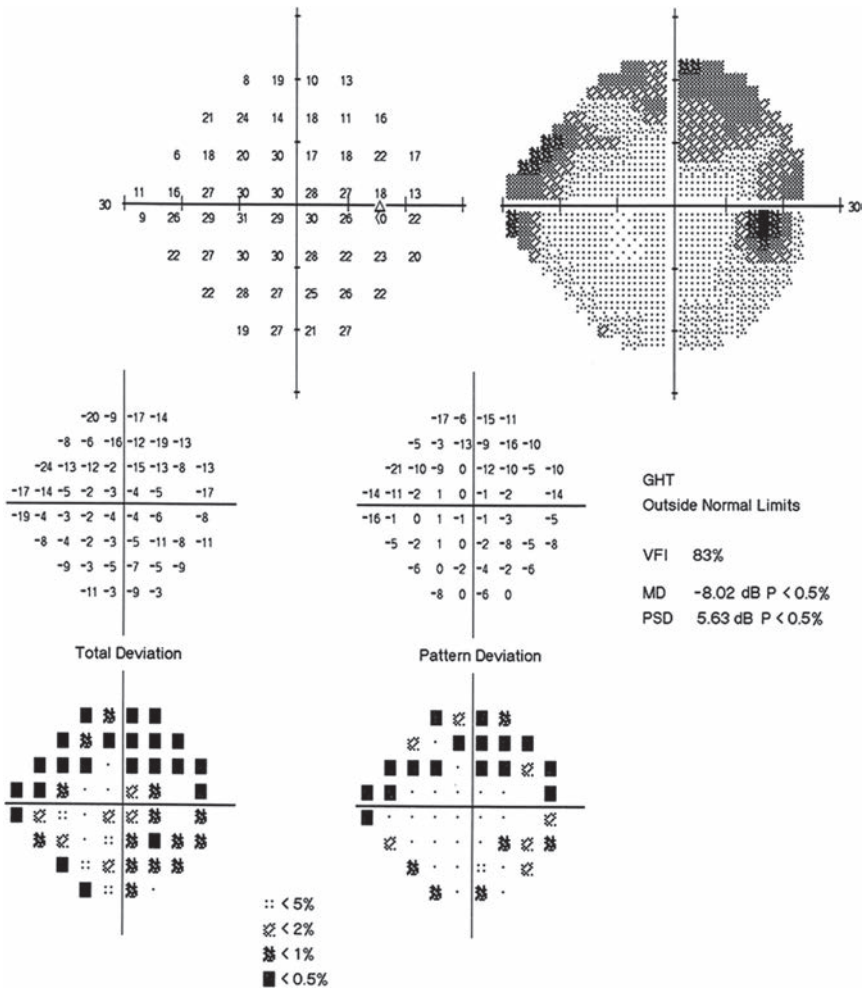 8 19 10 13
21 24 14 18 11 16
6 18 20 30 17 18 22 17
11 16 27 30 30 28 27 18 13
30 30
9 26 29 31 29 30 26 <0 22
22 27 30 30 28 22 23 20
22 28 27 25 26 22
19 27 21 27
-20 -9 -17 -14
-8 -6 -16 -12 -19 -13
-24 -13 -12 -2 -15 -13 -8 -13
-17 -14 -5 -2 -3 -4 -5 -17
-19 -4 -3 -2 -4 -4 -6 -8
-8 -4 -2 -3 -5 -11 -8 -11
-9 -3 -5 -7 -5 -9
-11 -3 -9 -3
Total Deviation
-17 -6 -15 -11
-5 -3 -13 -9 -16 -10
-21 -10 -9 0 -12 -10 -5 -10
-14 -11 -2 1 0 -1 -2 -14
-16 -1 0 1 -1 -1 -3 -5
-5 -2 1 0 -2 -8 -5 -8
-6 0 -2 -4 -2 -6
-8 0 -6 0
Pattern Deviation
GHT
Outside Normal Limits
VFI 83%
MD -8.02 dB P < 0.5%
PSD 5.63 dB P < 0.5%
< 5%
< 2%
< 1%
< 0.5%